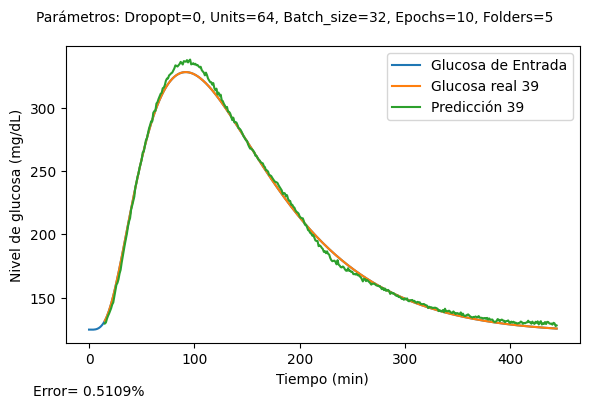 Parámetros: Dropopt=0, Units=64, Batch_size=32, Epochs=10, Folders=5
Glucosa de Entrada
Glucosa real 39
Predicción 39
Nivel de glucosa (mg/dL)
300
250
200
150
0
100
200
300
400
Tiempo (min)
Error= 0.5109%